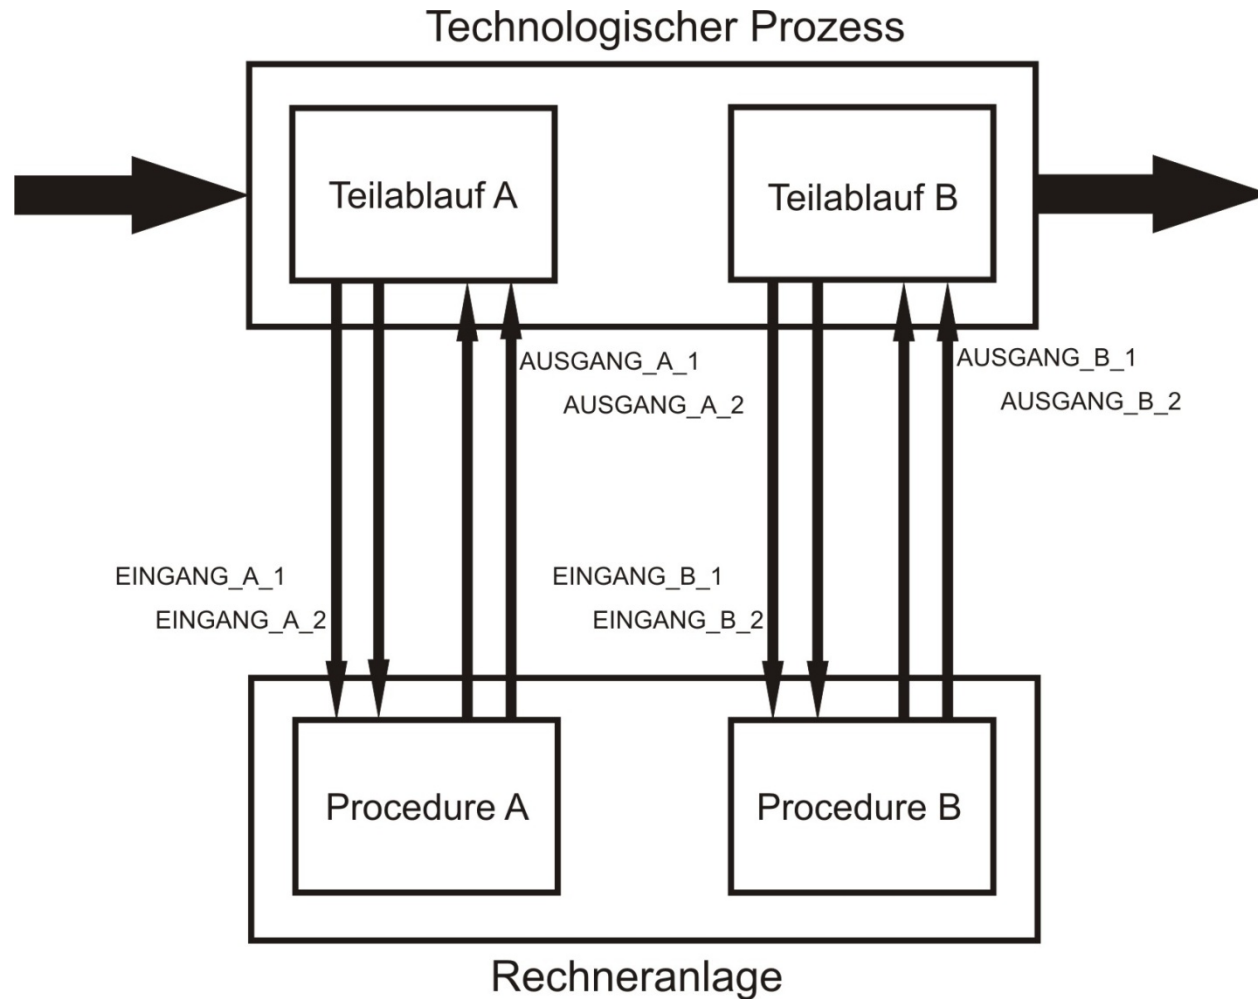 Technologischer Prozess
Teilablauf A
Teilablauf B
AUSGANG_A_1
AUSGANG_A_2
AUSGANG_B_1
AUSGANG_B_2
EINGANG_A_1
EINGANG_A_2
EINGANG_B_1
EINGANG_B_2
Procedure A
Procedure B
Rechneranlage